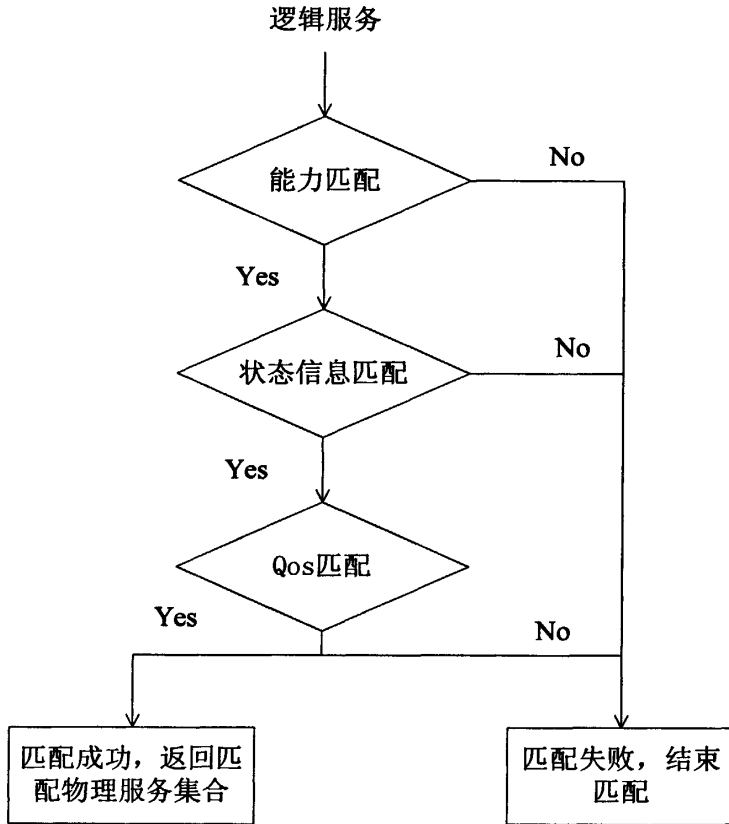 逻辑服务
能力匹配
No
Yes
状态信息匹配
No
Yes
Qos匹配
Yes
No
匹配成功，返回匹
配物理服务集合
匹配失败，结束
匹配